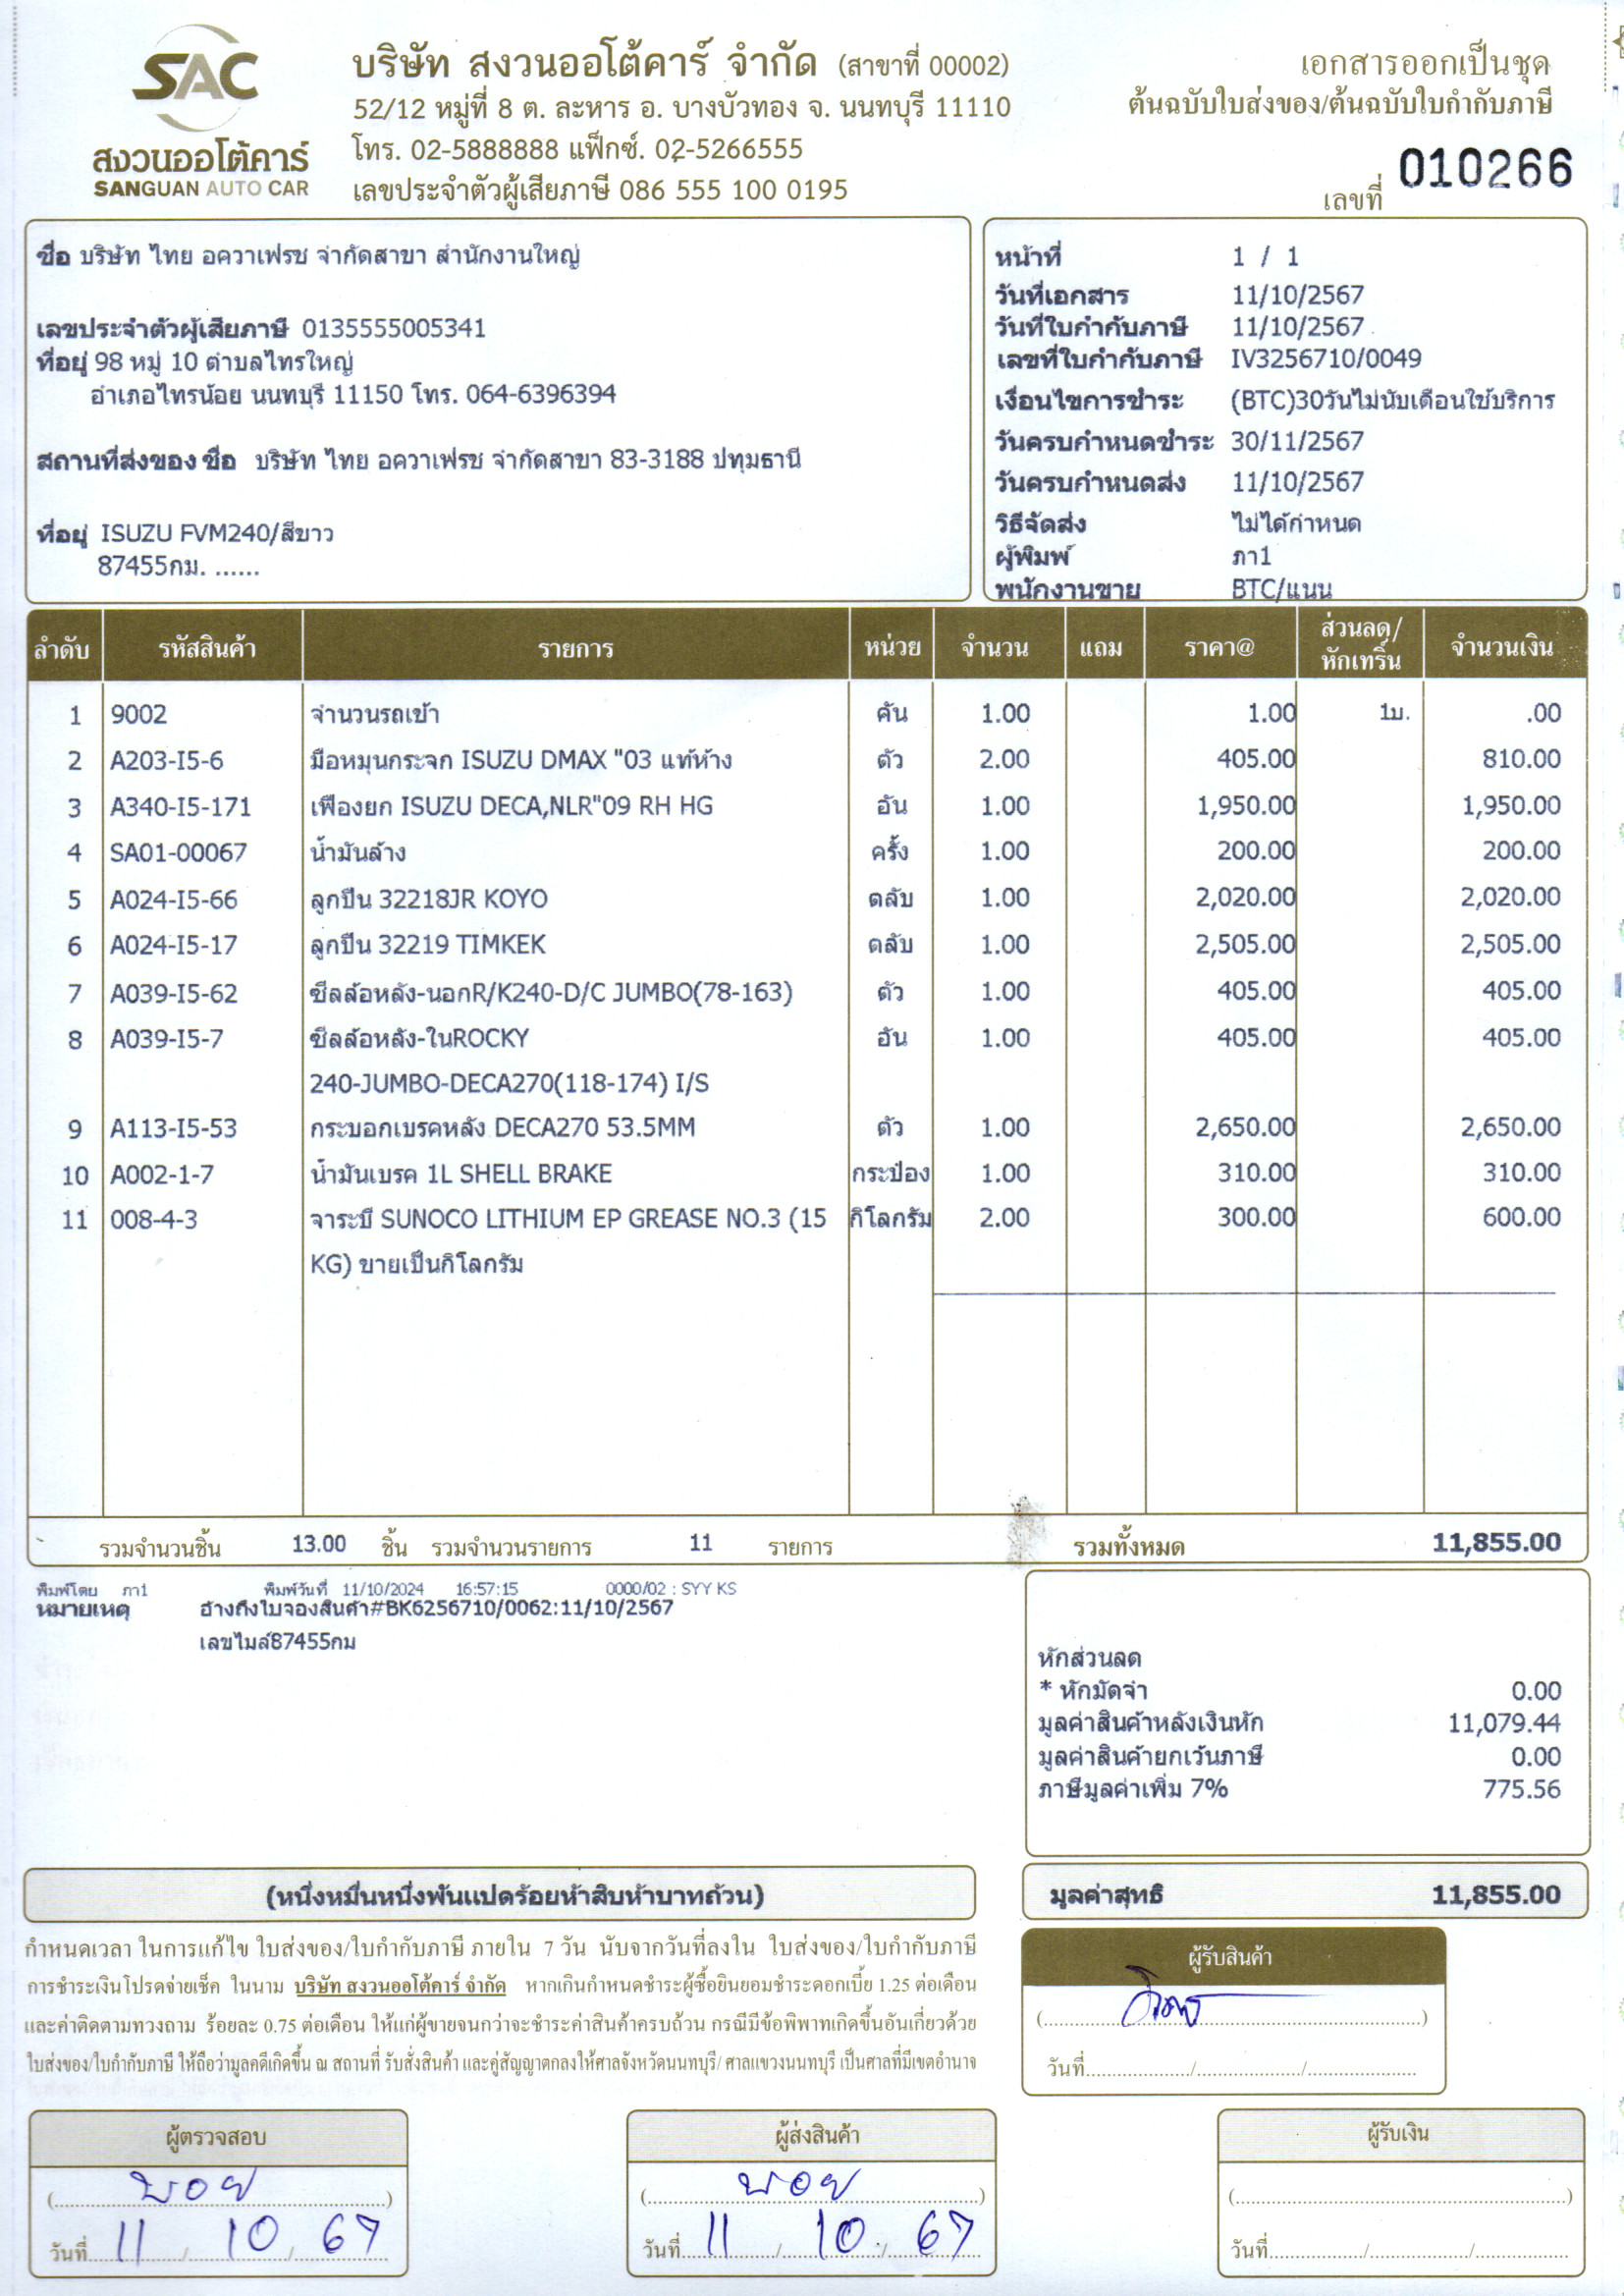 SAC
สงวนออโต้คาร์
SANGUAN AUTO CAR
บริษัท สงวนออโต้คาร์ จำกัด (สาขาที่ 00002)
52/12 หมู่ที่ 8 ต. ละหาร อ. บางบัวทอง จ. นนทบุรี 11110
โทร. 02-5888888 แฟ็กซ์. 02-5266555
เลขประจำตัวผู้เสียภาษี 086 555 100 0195
เอกสารออกเป็นชุด
ต้นฉบับใบส่งของ/ต้นฉบับใบกำกับภาษี
เลขที่ 010266
ชื่อ บริษัท ไทย อควาเฟรช จำกัดสาขา สำนักงานใหญ่
เลขประจำตัวผู้เสียภาษี 0135555005341
ที่อยู่ 98 หมู่ 10 ตำบลไทรใหญ่
อำเภอไทรน้อย นนทบุรี 11150 โทร. 064-6396394
สถานที่ส่งของ ชื่อ บริษัท ไทย อควาเฟรช จำกัดสาขา 83-3188 ปทุมธานี
ที่อยู่ ISUZU FVM240/สีขาว
87455กม. ......
หน้าที่ 1 / 1
วันที่เอกสาร 11/10/2567
วันที่ใบกำกับภาษี 11/10/2567
เลขที่ใบกำกับภาษี IV3256710/0049
เงื่อนไขการชำระ (BTC)30วันไม่นับเดือนใช้บริการ
วันครบกำหนดชำระ 30/11/2567
วันครบกำหนดส่ง 11/10/2567
วิธีจัดส่ง ไม่ได้กำหนด
ผู้พิมพ์ ภา1
พนักงานขาย BTC/แนน
ลำดับ รหัสสินค้า รายการ หน่วย จำนวน แถม ราคา@ ส่วนลด/หักเทริ์น จำนวนเงิน
1 9002 จำนวนรถเข้า คัน 1.00 1.00 1บ. .00
2 A203-I5-6 มือหมุนกระจก ISUZU DMAX "03 แท้ห้าง ตัว 2.00 405.00 810.00
3 A340-I5-171 เฟืองยก ISUZU DECA,NLR"09 RH HG อัน 1.00 1,950.00 1,950.00
4 SA01-00067 น้ำมันล้าง ครั้ง 1.00 200.00 200.00
5 A024-I5-66 ลูกปืน 32218JR KOYO ตลับ 1.00 2,020.00 2,020.00
6 A024-I5-17 ลูกปืน 32219 TIMKEK ตลับ 1.00 2,505.00 2,505.00
7 A039-I5-62 ซีลล้อหลัง-นอกR/K240-D/C JUMBO(78-163) ตัว 1.00 405.00 405.00
8 A039-I5-7 ซีลล้อหลัง-ในROCKY อัน 1.00 405.00 405.00
240-JUMBO-DECA270(118-174) I/S
9 A113-I5-53 กระบอกเบรคหลัง DECA270 53.5MM ตัว 1.00 2,650.00 2,650.00
10 A002-1-7 น้ำมันเบรค 1L SHELL BRAKE กระป๋อง 1.00 310.00 310.00
11 008-4-3 จาระบี SUNOCO LITHIUM EP GREASE NO.3 (15 กิโลกรัม 2.00 300.00 600.00
KG) ขายเป็นกิโลกรัม
รวมจำนวนชิ้น 13.00 ชิ้น รวมจำนวนรายการ 11 รายการ รวมทั้งหมด 11,855.00
พิมพ์โดย ภา1 พิมพ์วันที่ 11/10/2024 16:57:15 0000/02 : SYY KS
หมายเหตุ อ้างถึงใบจองสินค้า#BK6256710/0062:11/10/2567
เลขไมล์87455กม
หักส่วนลด
* หักมัดจำ 0.00
มูลค่าสินค้าหลังเงินหัก 11,079.44
มูลค่าสินค้ายกเว้นภาษี 0.00
ภาษีมูลค่าเพิ่ม 7% 775.56
(หนึ่งหมื่นหนึ่งพันแปดร้อยห้าสิบห้าบาทถ้วน)
มูลค่าสุทธิ 11,855.00
กำหนดเวลา ในการแก้ไข ใบส่งของ/ใบกำกับภาษี ภายใน 7 วัน นับจากวันที่ลงใน ใบส่งของ/ใบกำกับภาษี
การชำระเงินโปรดจ่ายเช็ค ในนาม บริษัท สงวนออโต้คาร์ จำกัด หากเกินกำหนดชำระผู้ซื้อยินยอมชำระดอกเบี้ย 1.25 ต่อเดือน
และค่าติดตามทวงถาม ร้อยละ 0.75 ต่อเดือน ให้แก่ผู้ขายจนกว่าจะชำระค่าสินค้าครบถ้วน กรณีมีข้อพิพาทเกิดขึ้นอันเกี่ยวด้วย
ใบส่งของ/ใบกำกับภาษี ให้ถือว่ามูลคดีเกิดขึ้น ณ สถานที่ รับสั่งสินค้า และคู่สัญญาตกลงให้ศาลจังหวัดนนทบุรี/ ศาลแขวงนนทบุรี เป็นศาลที่มีเขตอำนาจ
ผู้รับสินค้า
วันที่
ผู้ตรวจสอบ
พอย
วันที่ 11 / 10 / 67
ผู้ส่งสินค้า
พอย
วันที่ 11 / 10 / 67
ผู้รับเงิน
วันที่